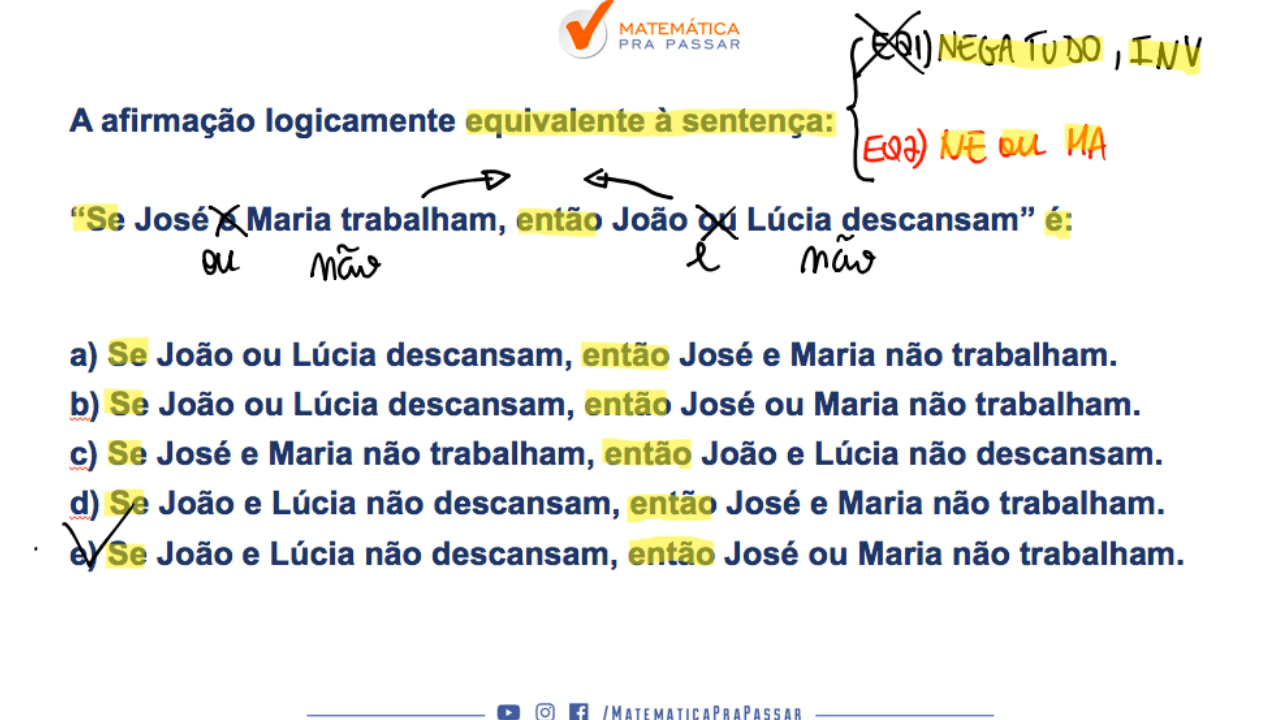 MATEMÁTICA
PRA PASSAR
EQ1) NEGA TUDO, INV
A afirmação logicamente equivalente à sentença:
EQ2) NE OU MA
“Se José e Maria trabalham, então João ou Lúcia descansam” é:
ou não e não
a) Se João ou Lúcia descansam, então José e Maria não trabalham.
b) Se João ou Lúcia descansam, então José ou Maria não trabalham.
c) Se José e Maria não trabalham, então João e Lúcia não descansam.
d) Se João e Lúcia não descansam, então José e Maria não trabalham.
e) Se João e Lúcia não descansam, então José ou Maria não trabalham.
/MATEMATICAPRAPASSAR